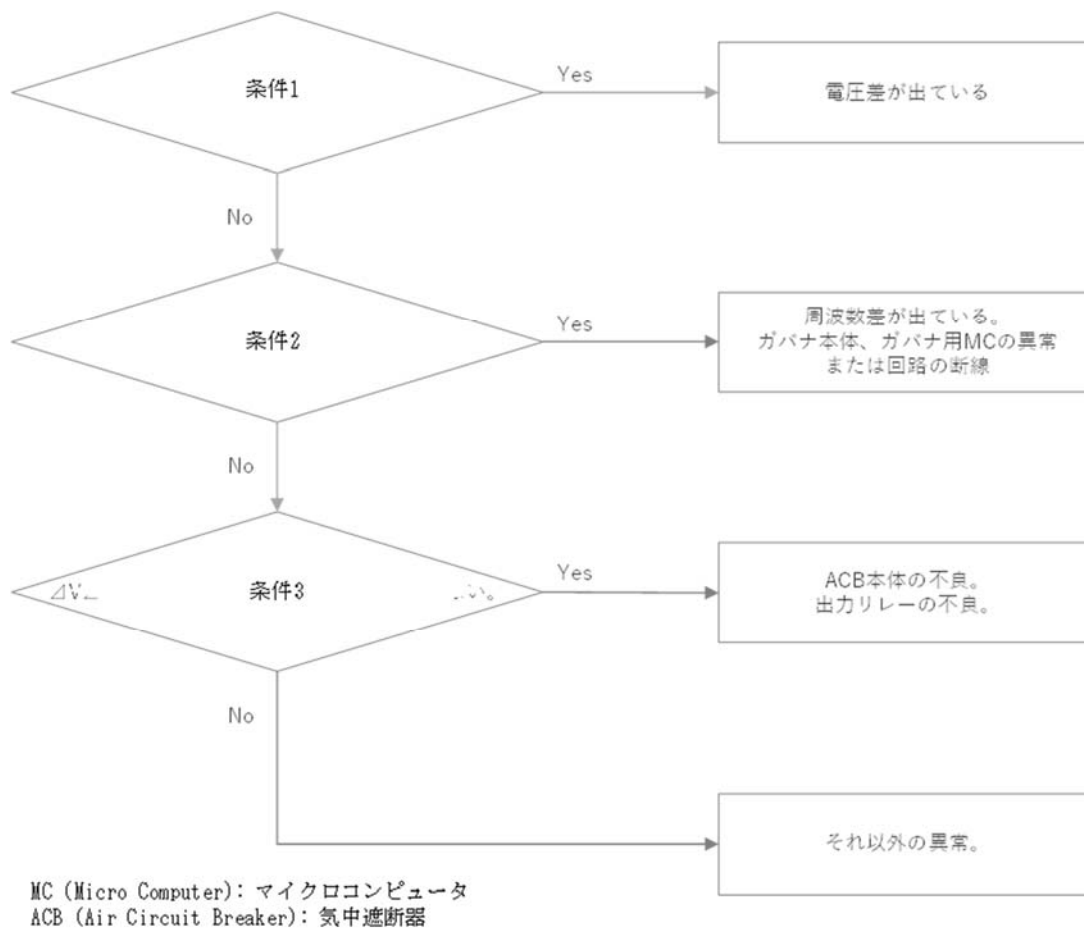 条件1
Yes
電圧差が出ている
No
条件2
Yes
周波数差が出ている。
ガバナ本体、ガバナ用MCの異常
または回路の断線
No
条件3
Yes
ACB本体の不良。
出力リレーの不良。
No
それ以外の異常。
MC (Micro Computer): マイクロコンピュータ
ACB (Air Circuit Breaker): 気中遮断器